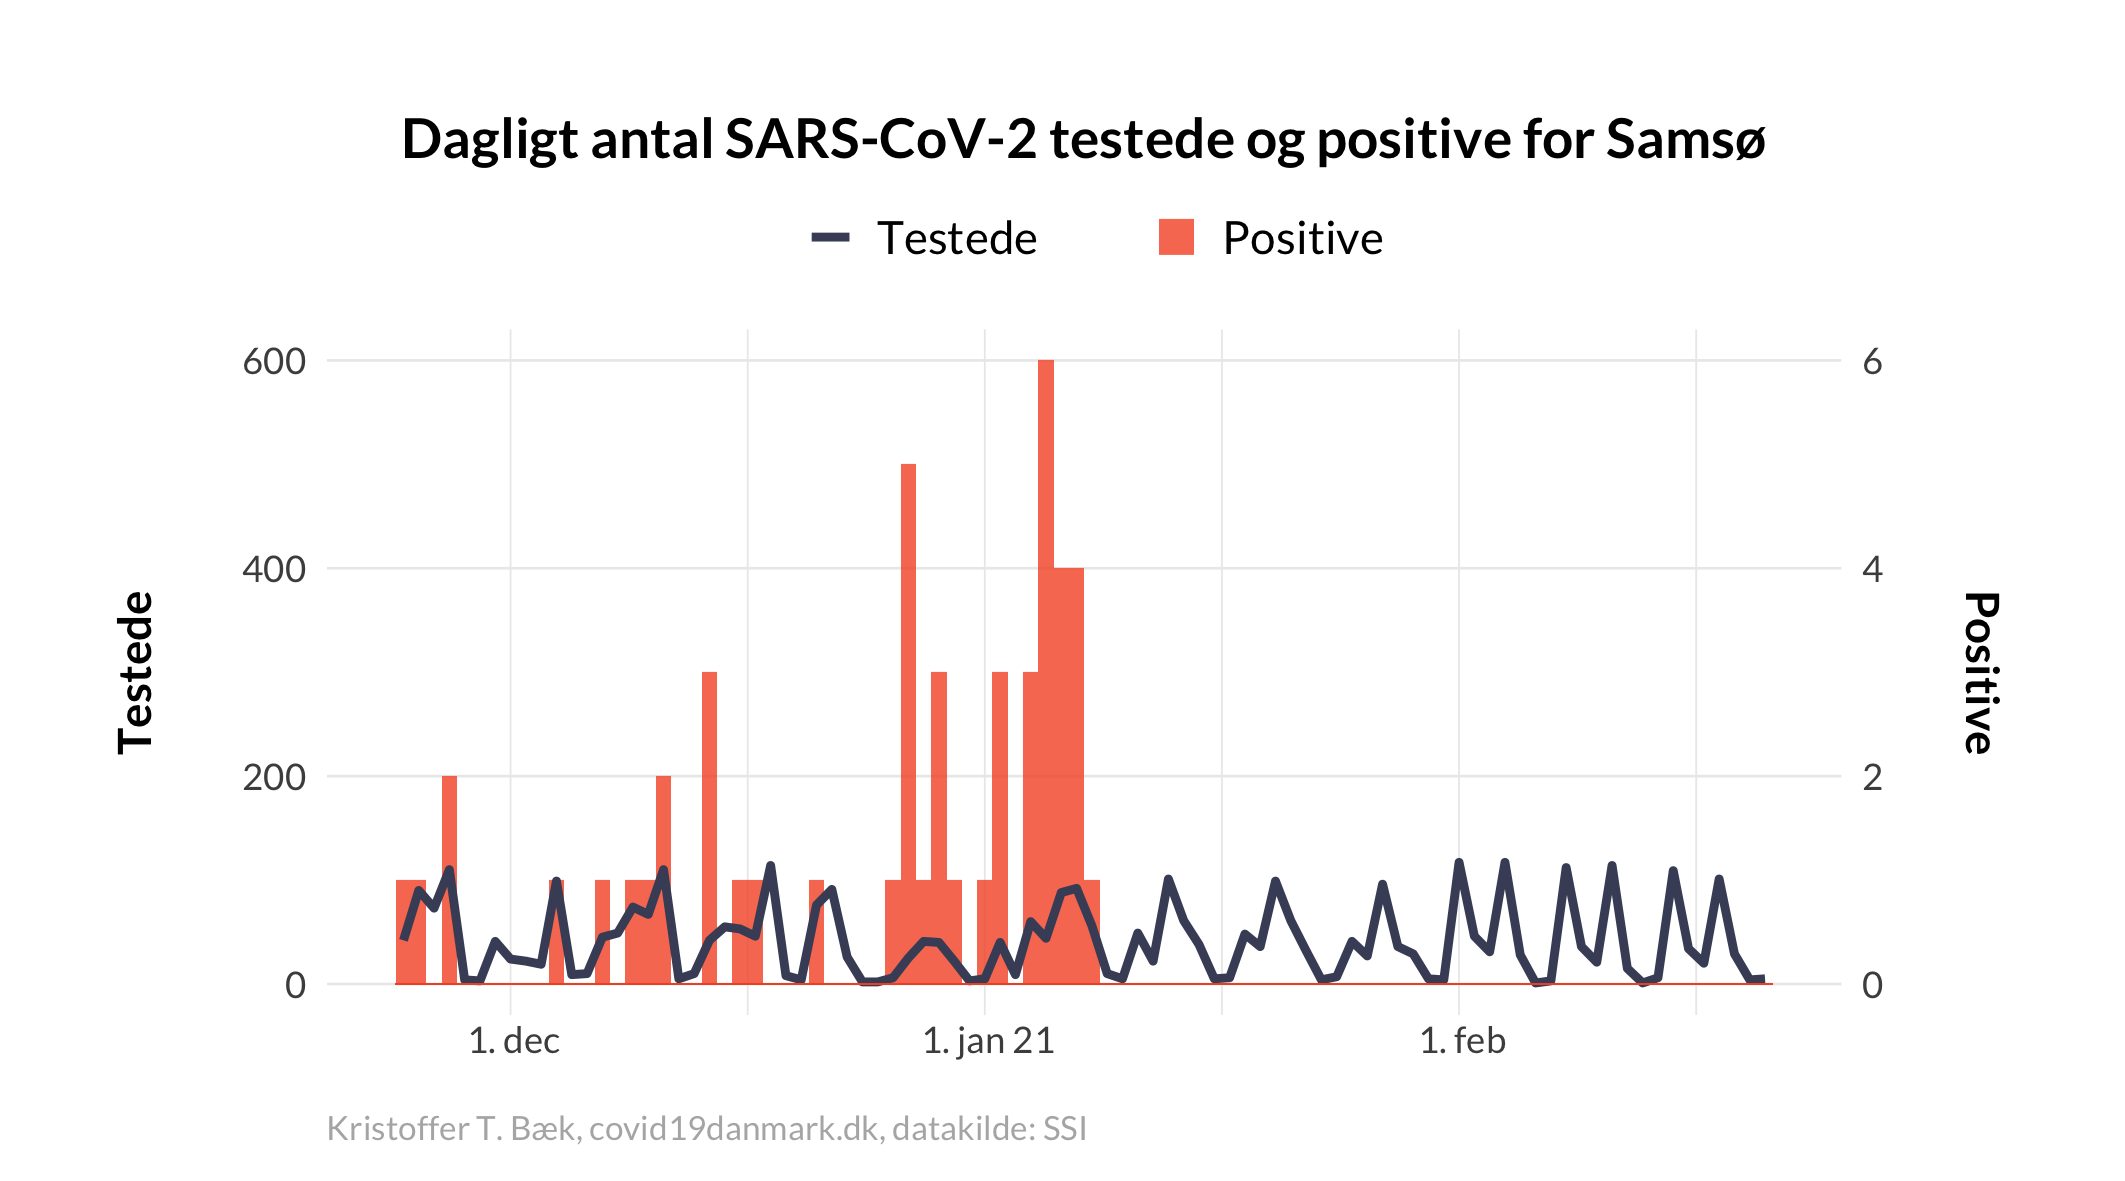 Dagligt antal SARS-CoV-2 testede og positive for Samsø
Testede
Positive
600
400
200
0
6
4
2
0
Testede
Positive
1. dec
1. jan 21
1. feb
Kristoffer T. Bæk, covid19danmark.dk, datakilde: SSI